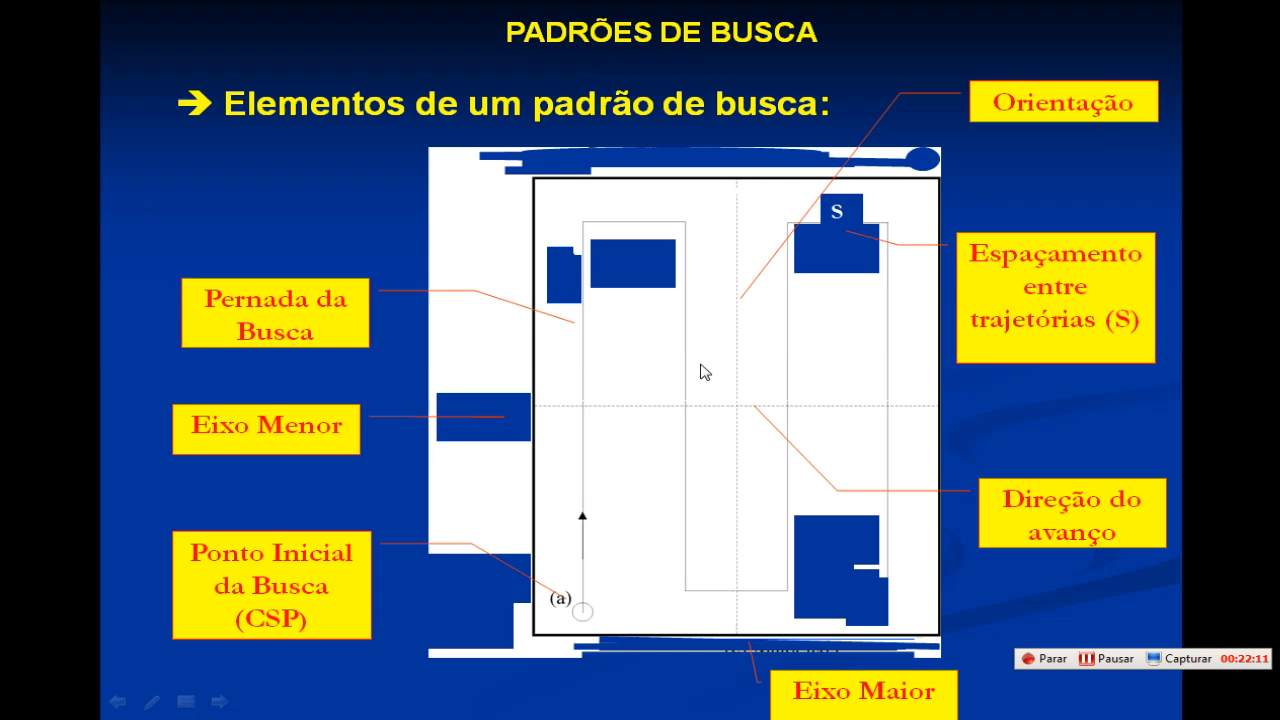 PADRÕES DE BUSCA
➔ Elementos de um padrão de busca:
Orientação
S
Espaçamento
entre
trajetórias (S)
Pernada da
Busca
Eixo Menor
Direção do
avanço
Ponto Inicial
da Busca
(CSP)
(a)
Eixo Maior
Parar Pausar Capturar 00:22:11